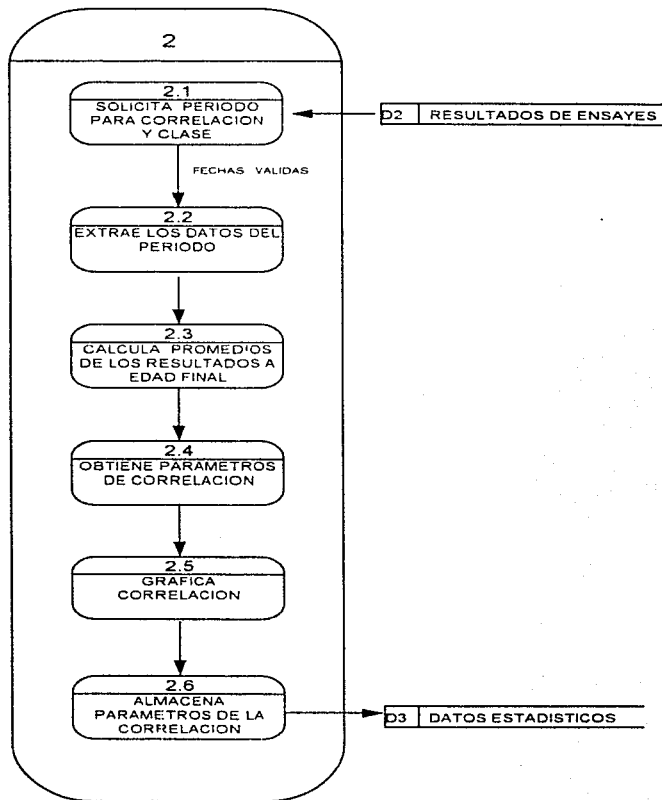 2
2.1
SOLICITA PERIODO
PARA CORRELACION
Y CLASE
D2 RESULTADOS DE ENSAYES
FECHAS VALIDAS
2.2
EXTRAE LOS DATOS DEL
PERIODO
2.3
CALCULA PROMEDIOS
DE LOS RESULTADOS A
EDAD FINAL
2.4
OBTIENE PARAMETROS
DE CORRELACION
2.5
GRAFICA
CORRELACION
2.6
ALMACENA
PARAMETROS DE LA
CORRELACION
D3 DATOS ESTADISTICOS